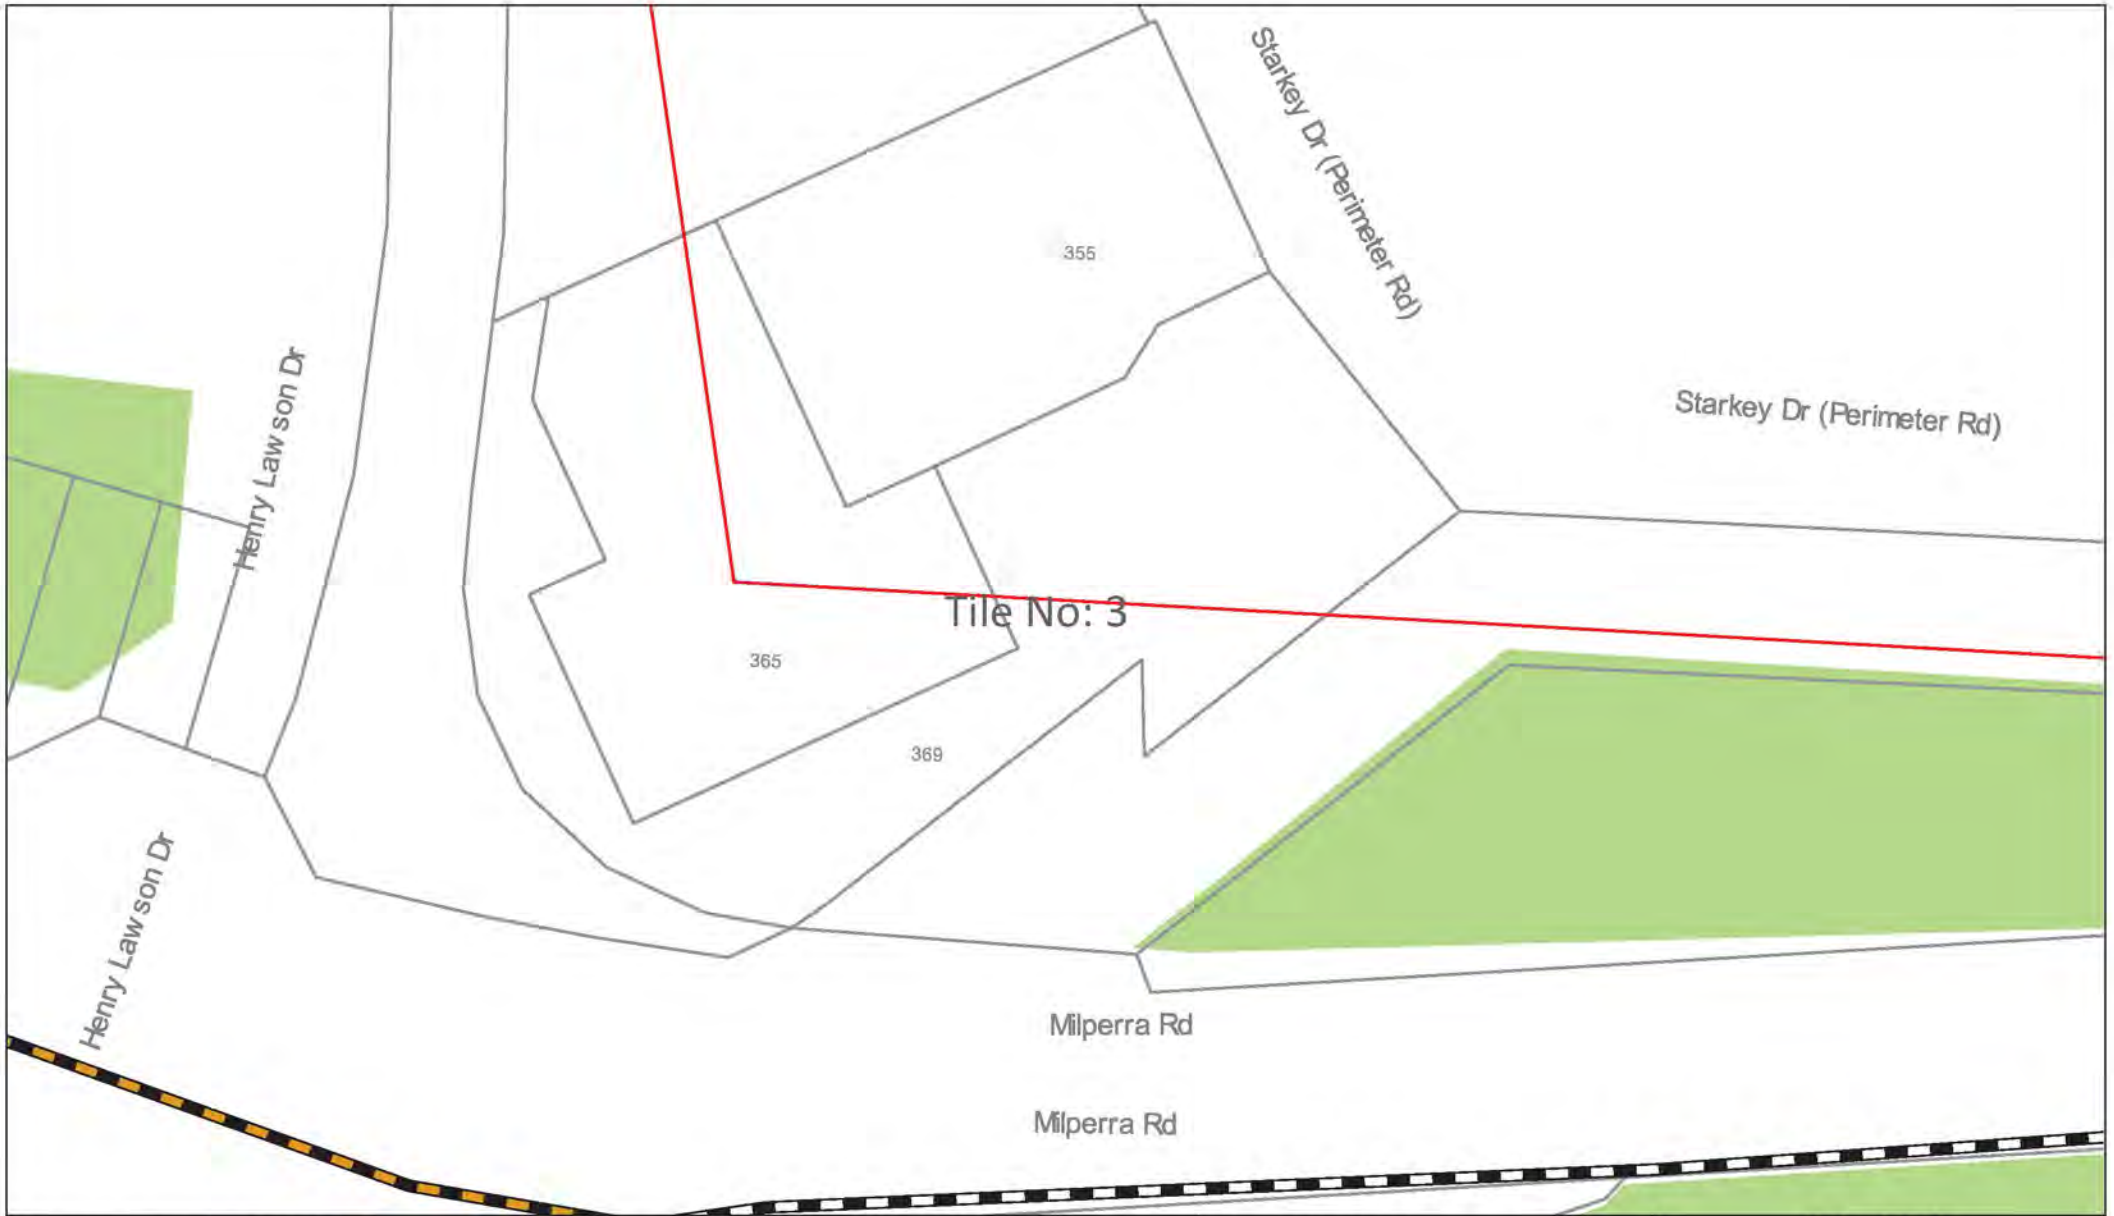 Starkey Dr (Perimeter Rd)
355
Henry Lawson Dr
Starkey Dr (Perimeter Rd)
Tile No: 3
365
369
Henry Lawson Dr
Milperra Rd
Milperra Rd